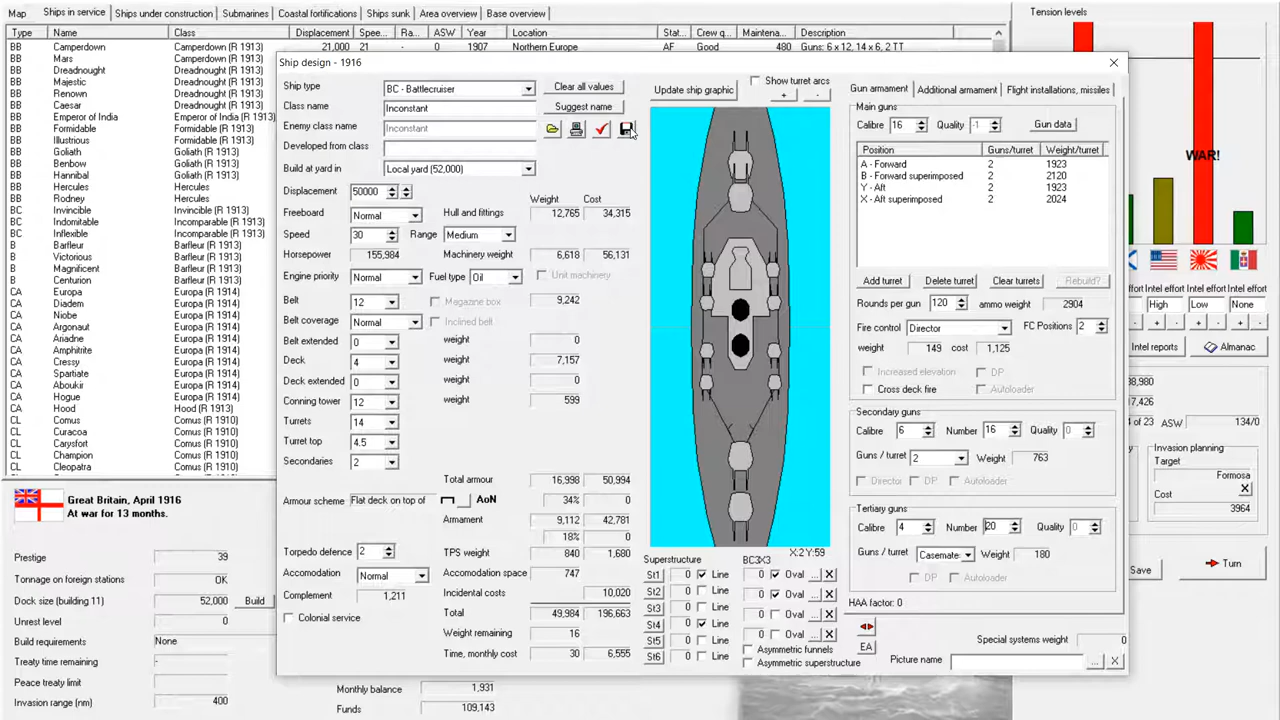 Map Ships in service Ships under construction Submarines Coastal fortifications Ships sunk Area overview Base overview
Type Name Class Displacement Spee... Ra... ASW Year Location Stat... Crew q... Maintena... Description
BB Camperdown Camperdown (R 1913) 21,000 21 1907 Northern Europe AF Good 480 Guns: 6 x 12, 14 x 6, 2 TT
BB Mars Camperdown (R 1913)
BB Dreadnought Dreadnought (R 1913)
BB Majestic Dreadnought (R 1913)
BB Renown Dreadnought (R 1913)
BB Caesar Dreadnought (R 1913)
BB Emperor of India Dreadnought (R 1913)
BB Formidable Formidable (R 1913)
BB Illustrious Formidable (R 1913)
BB Goliath Goliath (R 1913)
BB Benbow Goliath (R 1913)
BB Hannibal Goliath (R 1913)
BB Hercules Hercules (R 1913)
BB Rodney Hercules (R 1913)
BC Invincible Invincible (R 1913)
BC Indomitable Incomparable (R 1913)
BC Inflexible Incomparable (R 1913)
B Barfleur Barfleur (R 1913)
B Victorious Barfleur (R 1913)
B Magnificent Barfleur (R 1913)
B Centurion Barfleur (R 1913)
CA Europa Europa (R 1914)
CA Diadem Europa (R 1914)
CA Niobe Europa (R 1914)
CA Argonaut Europa (R 1914)
CA Ariadne Europa (R 1914)
CA Amphitrite Europa (R 1914)
CA Cressy Europa (R 1914)
CA Spartiate Europa (R 1914)
CA Aboukir Europa (R 1914)
CA Hogue Europa (R 1914)
CA Hood Hood (R 1913)
CL Comus Comus (R 1910)
CL Curacoa Comus (R 1910)
CL Carysfort Comus (R 1910)
CL Champion Comus (R 1910)
CL Calliope Comus (R 1910)
CL Cleopatra Comus (R 1910)
Great Britain, April 1916
At war for 13 months.
Prestige 39
Tonnage on foreign stations OK
Dock size (building 11) 52,000 Build
Unrest level 0
Build requirements None
Treaty time remaining -
Peace treaty limit
Invasion range (nm) 400
Monthly balance 1,931
Funds 109,143
Ship design - 1916
Ship type BC - Battlecruiser Clear all values
Class name Inconstant Suggest name
Enemy class name Inconstant
Developed from class
Build at yard in Local yard (52,000)
Displacement 50000 Weight Cost
Freeboard Normal Hull and fittings 12,765 34,315
Speed 30 Range Medium
Horsepower 155,984 Machinery weight 6,618 56,131
Engine priority Normal Fuel type Oil Unit machinery
Belt 12 Magazine box 9,242
Belt coverage Normal Inclined belt
Belt extended 0 weight 0
Deck 4 weight 7,157
Deck extended 0 weight 0
Conning tower 12 weight 599
Turrets 14
Turret top 4.5
Secondaries 2
Total armour 16,998 50,994
Armour scheme Flat deck on top of AoN 34% 0
Armament 9,112 42,781
18% 0
Torpedo defence 2 TPS weight 840 1,680
Accomodation Normal Accomodation space 747
Complement 1,211 Incidental costs 10,020
Total 49,984 196,663
Colonial service Weight remaining 16
Time, monthly cost 30 6,555
Update ship graphic Show turret arcs
+ -
X:2 Y:59
Superstructure BC3X3
St1 0 Line 0 Oval ... X
St2 0 Line 0 Oval ... X
St3 0 Line 0 Oval ... X
St4 0 Line 0 Oval ... X
St5 0 Line Asymmetric funnels
St6 0 Line Asymmetric superstructure
Gun armament Additional armament Flight installations, missiles
Main guns
Calibre 16 Quality -1 Gun data
Position Guns/turret Weight/turret
A - Forward 2 1923
B - Forward superimposed 2 2120
Y - Aft 2 1923
X - Aft superimposed 2 2024
Add turret Delete turret Clear turrets Rebuild?
Rounds per gun 120 ammo weight 2904
Fire control Director FC Positions 2
weight 149 cost 1,125
Increased elevation DP
Cross deck fire Autoloader
Secondary guns
Calibre 6 Number 16 Quality 0
Guns / turret 2 Weight 763
Director DP Autoloader
Tertiary guns
Calibre 4 Number 20 Quality 0
Guns / turret Casemate: Weight 180
DP Autoloader
HAA factor: 0
EA Special systems weight 0
Picture name ... X
Tension levels
WAR!
effort Intel effort Intel effort Intel effort
High Low None
+ - + - + -
Intel reports Almanac
38,980
17,426
4 of 23 ASW 134/0
Invasion planning
Target
Formosa
Cost X
3964
Save Turn